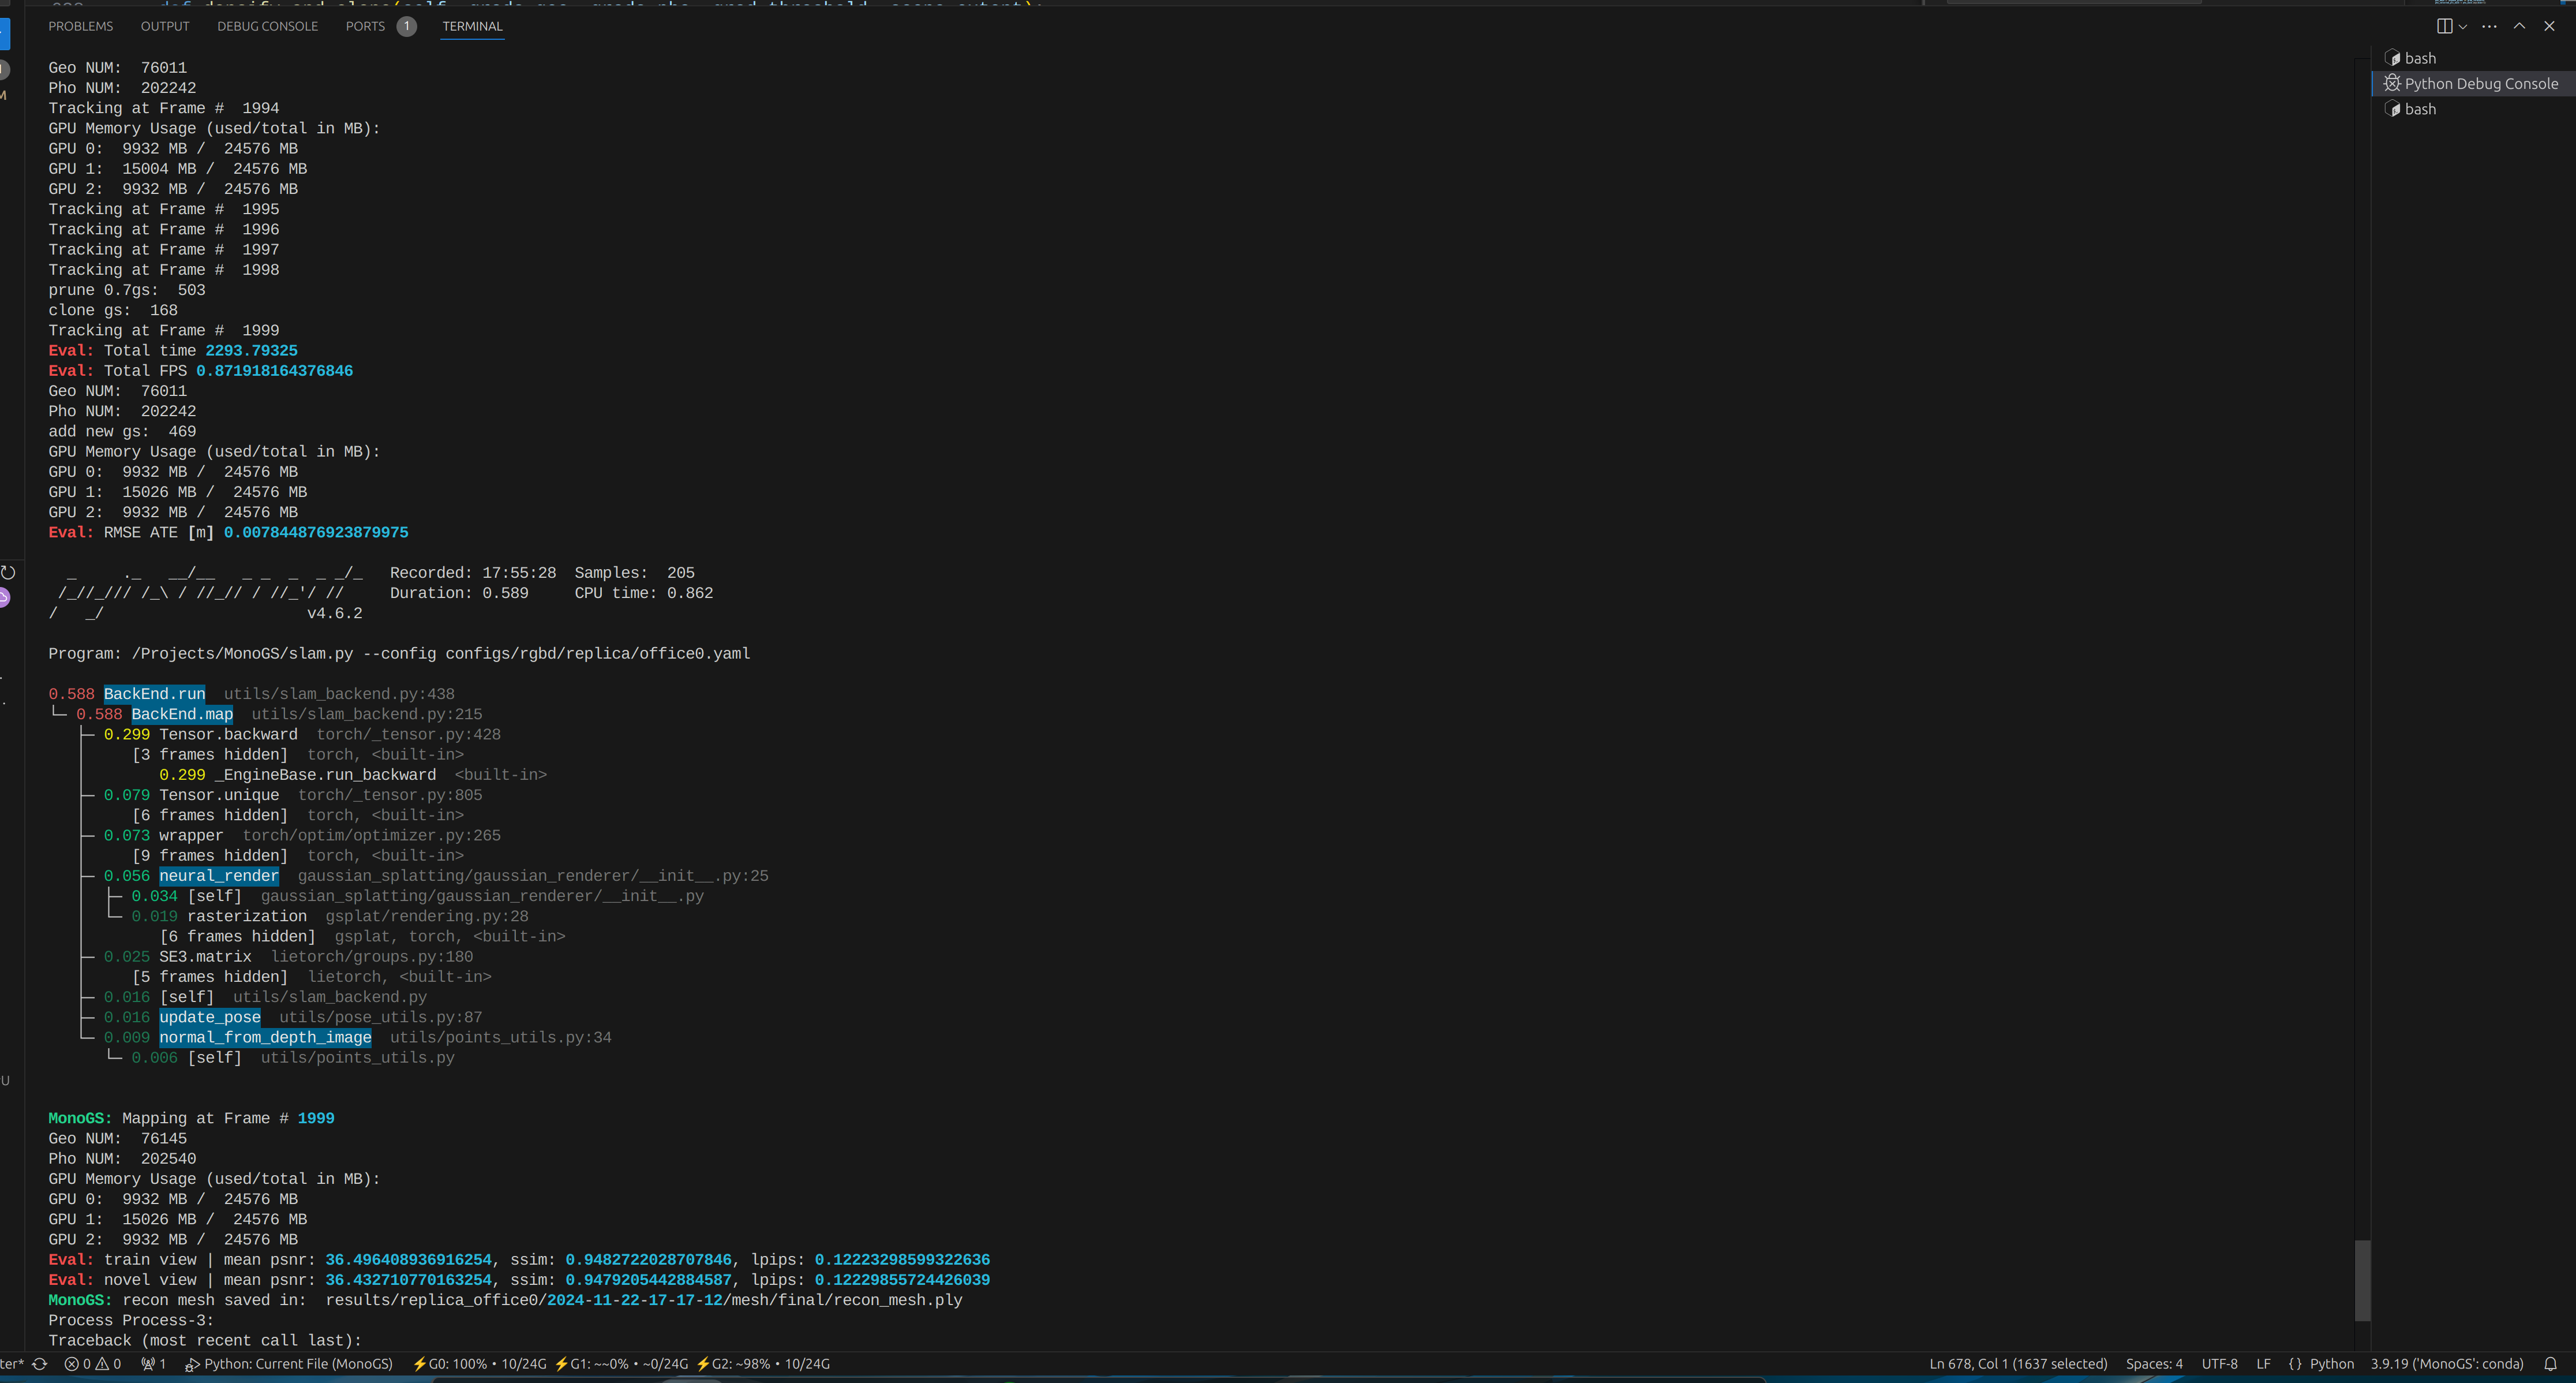 PROBLEMS OUTPUT DEBUG CONSOLE PORTS 1 TERMINAL
Geo NUM:  76011
Pho NUM:  202242
Tracking at Frame #  1994
GPU Memory Usage (used/total in MB):
GPU 0:  9932 MB /  24576 MB
GPU 1:  15004 MB /  24576 MB
GPU 2:  9932 MB /  24576 MB
Tracking at Frame #  1995
Tracking at Frame #  1996
Tracking at Frame #  1997
Tracking at Frame #  1998
prune 0.7gs:  503
clone gs:  168
Tracking at Frame #  1999
Eval: Total time 2293.79325
Eval: Total FPS 0.871918164376846
Geo NUM:  76011
Pho NUM:  202242
add new gs:  469
GPU Memory Usage (used/total in MB):
GPU 0:  9932 MB /  24576 MB
GPU 1:  15026 MB /  24576 MB
GPU 2:  9932 MB /  24576 MB
Eval: RMSE ATE [m] 0.007844876923879975
  _     ._   __/__   _ _  _  _ _/_   Recorded: 17:55:28  Samples:  205
 /_//_/// /_\ / //_// / //_'/ //     Duration: 0.589     CPU time: 0.862
/   _/                      v4.6.2
Program: /Projects/MonoGS/slam.py --config configs/rgbd/replica/office0.yaml
0.588 BackEnd.run  utils/slam_backend.py:438
└─ 0.588 BackEnd.map  utils/slam_backend.py:215
   ├─ 0.299 Tensor.backward  torch/_tensor.py:428
   │     [3 frames hidden]  torch, <built-in>
   │        0.299 _EngineBase.run_backward  <built-in>
   ├─ 0.079 Tensor.unique  torch/_tensor.py:805
   │     [6 frames hidden]  torch, <built-in>
   ├─ 0.073 wrapper  torch/optim/optimizer.py:265
   │     [9 frames hidden]  torch, <built-in>
   ├─ 0.056 neural_render  gaussian_splatting/gaussian_renderer/__init__.py:25
   │  ├─ 0.034 [self]  gaussian_splatting/gaussian_renderer/__init__.py
   │  └─ 0.019 rasterization  gsplat/rendering.py:28
   │        [6 frames hidden]  gsplat, torch, <built-in>
   ├─ 0.025 SE3.matrix  lietorch/groups.py:180
   │     [5 frames hidden]  lietorch, <built-in>
   ├─ 0.016 [self]  utils/slam_backend.py
   ├─ 0.016 update_pose  utils/pose_utils.py:87
   └─ 0.009 normal_from_depth_image  utils/points_utils.py:34
      └─ 0.006 [self]  utils/points_utils.py
MonoGS: Mapping at Frame # 1999
Geo NUM:  76145
Pho NUM:  202540
GPU Memory Usage (used/total in MB):
GPU 0:  9932 MB /  24576 MB
GPU 1:  15026 MB /  24576 MB
GPU 2:  9932 MB /  24576 MB
Eval: train view | mean psnr: 36.496408936916254, ssim: 0.9482722028707846, lpips: 0.12223298599322636
Eval: novel view | mean psnr: 36.432710770163254, ssim: 0.9479205442884587, lpips: 0.12229855724426039
MonoGS: recon mesh saved in:  results/replica_office0/2024-11-22-17-17-12/mesh/final/recon_mesh.ply
Process Process-3:
Traceback (most recent call last):
bash
Python Debug Console
bash
ter* 0 0 1 Python: Current File (MonoGS) ⚡G0: 100% • 10/24G ⚡G1: ~~0% • ~0/24G ⚡G2: ~98% • 10/24G Ln 678, Col 1 (1637 selected) Spaces: 4 UTF-8 LF {} Python 3.9.19 ('MonoGS': conda)